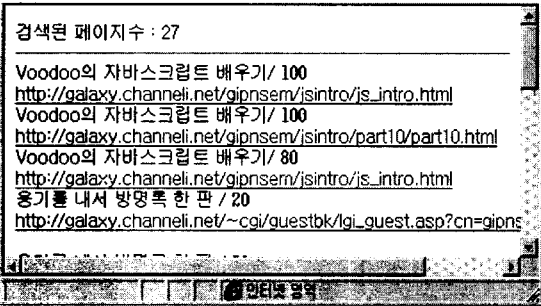 검색된 페이지수 : 27
Voodoo의 자바스크립트 배우기/ 100
http://galaxy.channeli.net/gipnsem/jsintro/js_intro.html
Voodoo의 자바스크립트 배우기/ 100
http://galaxy.channeli.net/gipnsem/jsintro/part10/part10.html
Voodoo의 자바스크립트 배우기/ 80
http://galaxy.channeli.net/gipnsem/jsintro/js_intro.html
용기를 내서 방명록 한 판 / 20
http://galaxy.channeli.net/~cgi/guestbk/lgi_guest.asp?cn=gipns
인터넷 영역